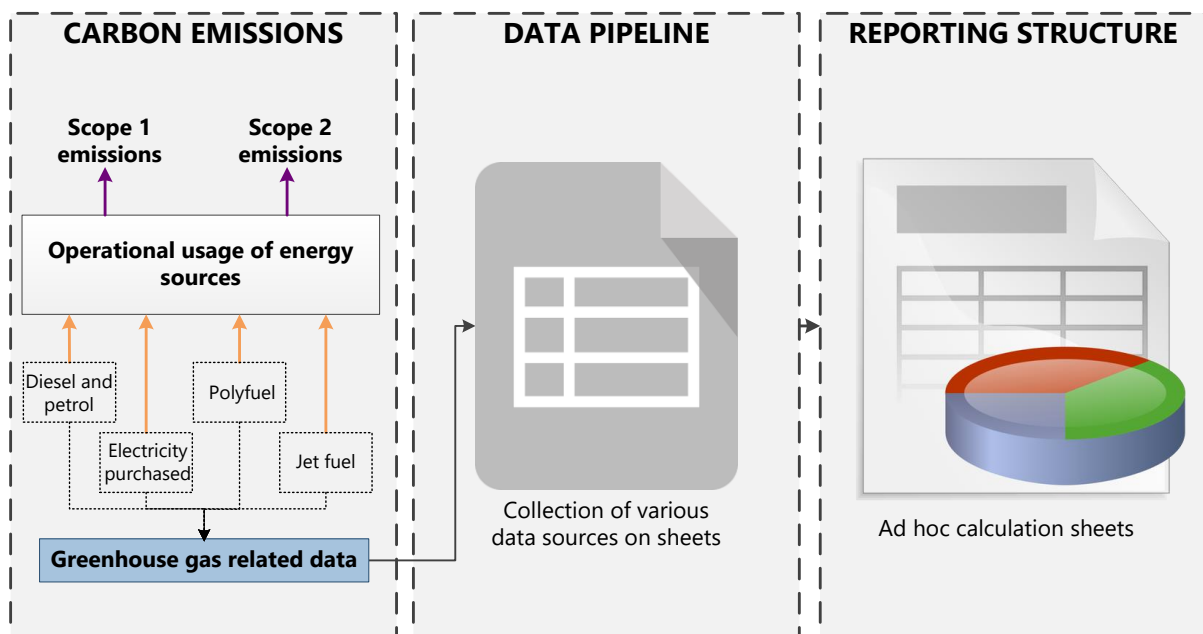 CARBON EMISSIONS
Scope 1
emissions
Scope 2
emissions
Operational usage of energy
sources
Diesel and
petrol
Polyfuel
Electricity
purchased
Jet fuel
Greenhouse gas related data
DATA PIPELINE
Collection of various
data sources on sheets
REPORTING STRUCTURE
Ad hoc calculation sheets